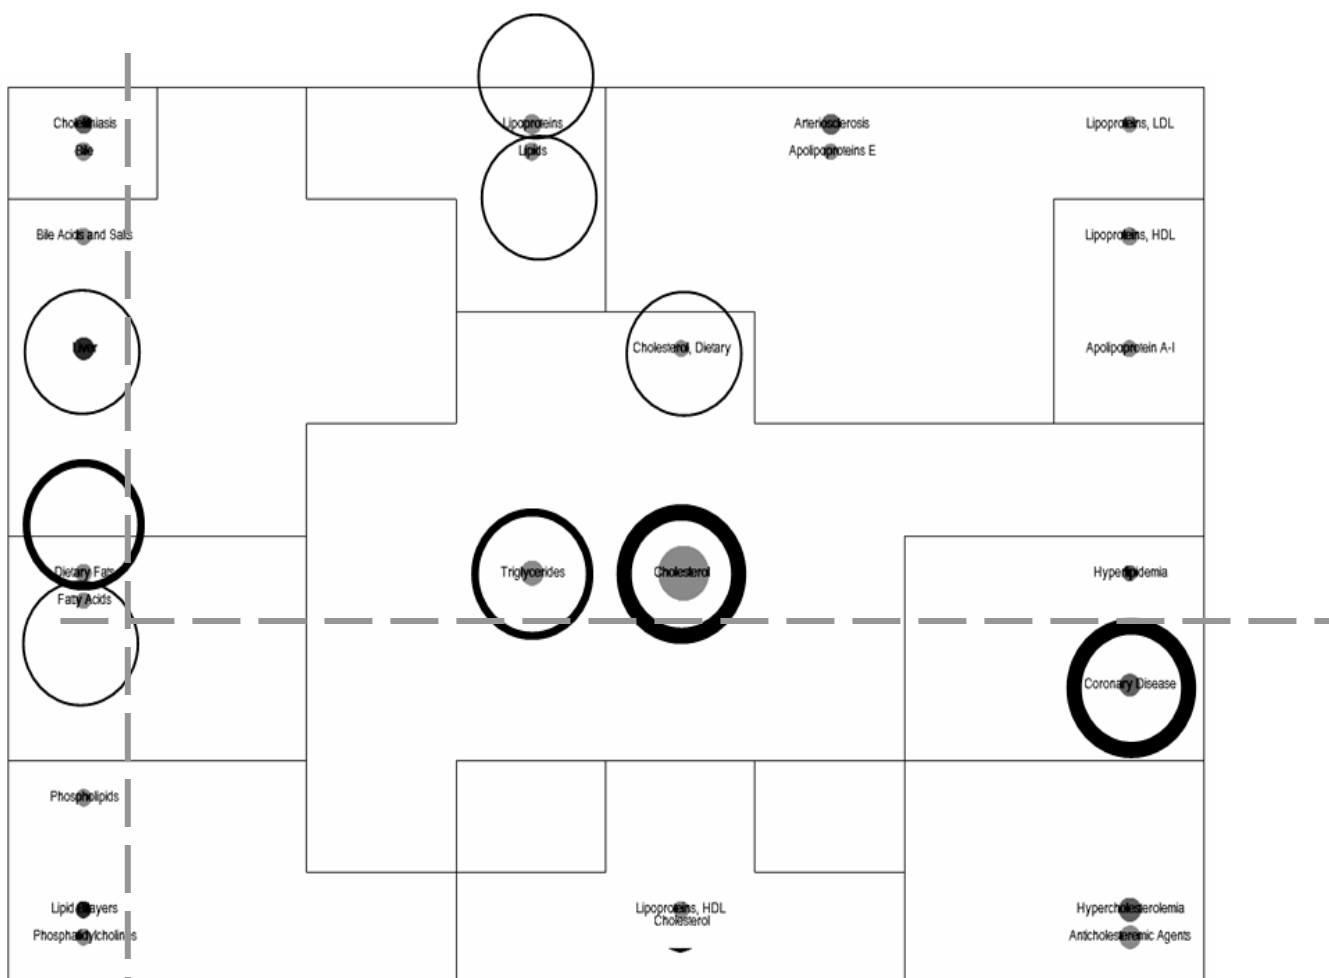 Cholelithiasis
Lipoproteins
Arteriosclerosis
Lipoproteins, LDL
Bile
Lipids
Apolipoproteins E
Bile Acids and Salts
Lipoproteins, HDL
Liver
Cholesterol, Dietary
Apolipoprotein A-I
Dietary Fats
Triglycerides
Cholesterol
Hyperlipidemia
Fatty Acids
Coronary Disease
Phospholipids
Lipid Bilayers
Lipoproteins, HDL
Cholesterol
Hypercholesterolemia
Phosphatidylcholines
Anticholesteremic Agents